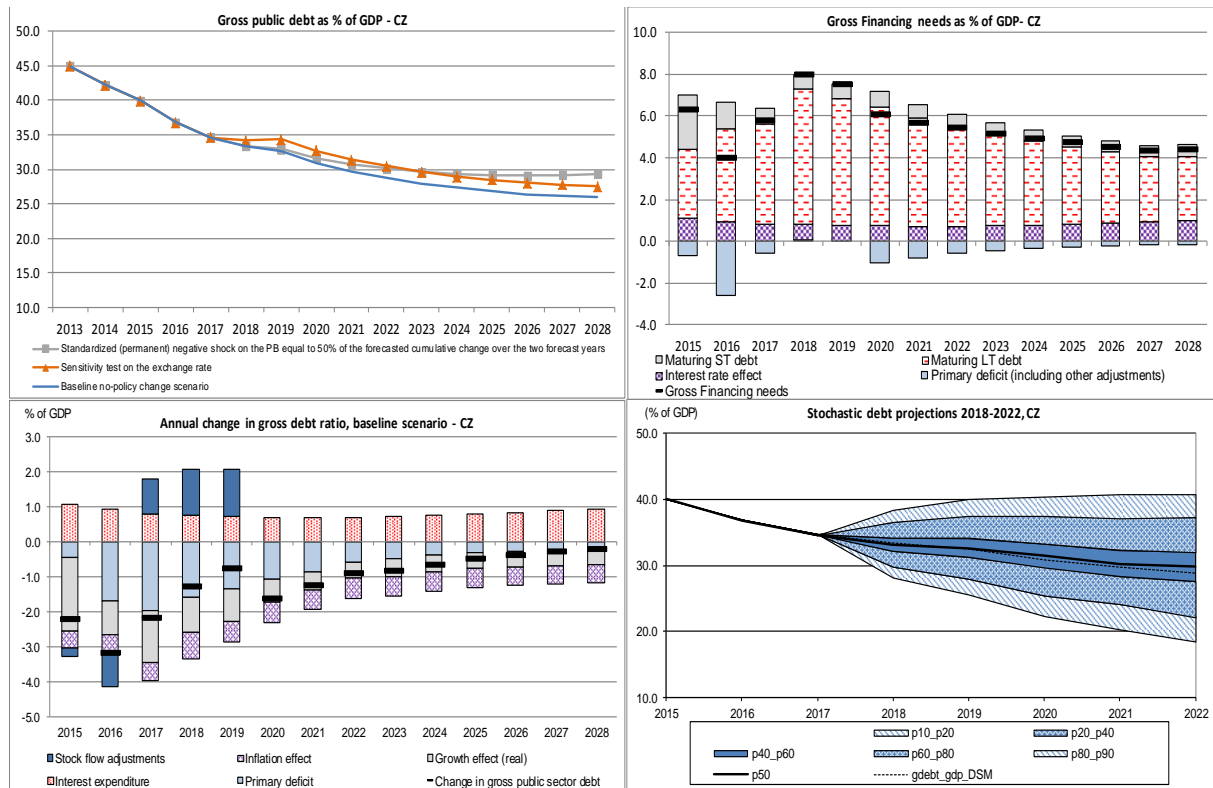 Gross public debt as % of GDP - CZ
50.0
45.0
40.0
35.0
30.0
25.0
20.0
15.0
10.0
2013 2014 2015 2016 2017 2018 2019 2020 2021 2022 2023 2024 2025 2026 2027 2028
Standardized (permanent) negative shock on the PB equal to 50% of the forecasted cumulative change over the two forecast years
Sensitivity test on the exchange rate
Baseline no-policy change scenario
Gross Financing needs as % of GDP- CZ
10.0
8.0
6.0
4.0
2.0
0.0
-2.0
-4.0
2015 2016 2017 2018 2019 2020 2021 2022 2023 2024 2025 2026 2027 2028
Maturing ST debt Maturing LT debt
Interest rate effect Primary deficit (including other adjustments)
Gross Financing needs
% of GDP
Annual change in gross debt ratio, baseline scenario - CZ
3.0
2.0
1.0
0.0
-1.0
-2.0
-3.0
-4.0
-5.0
2015 2016 2017 2018 2019 2020 2021 2022 2023 2024 2025 2026 2027 2028
Stock flow adjustments Inflation effect Growth effect (real)
Interest expenditure Primary deficit Change in gross public sector debt
(% of GDP)
Stochastic debt projections 2018-2022, CZ
50.0
40.0
30.0
20.0
10.0
2015 2016 2017 2018 2019 2020 2021 2022
p10_p20 p20_p40
p40_p60 p60_p80 p80_p90
p50 gdebt_gdp_DSM